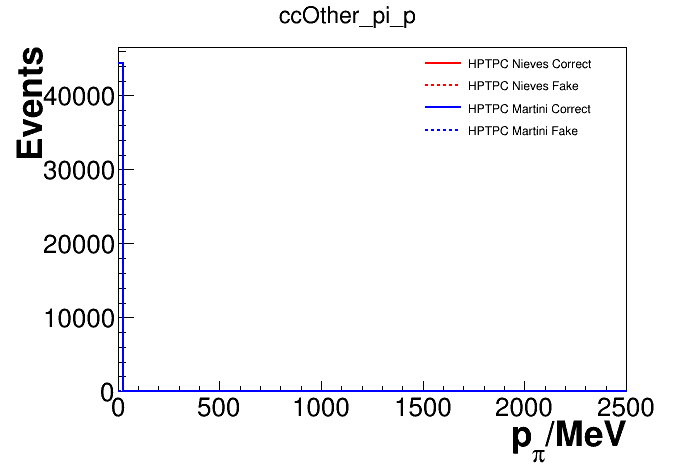 ccOther_pi_p
Events
HPTPC Nieves Correct
HPTPC Nieves Fake
HPTPC Martini Correct
HPTPC Martini Fake
40000
30000
20000
10000
0
0 500 1000 1500 2000 2500
pπ/MeV